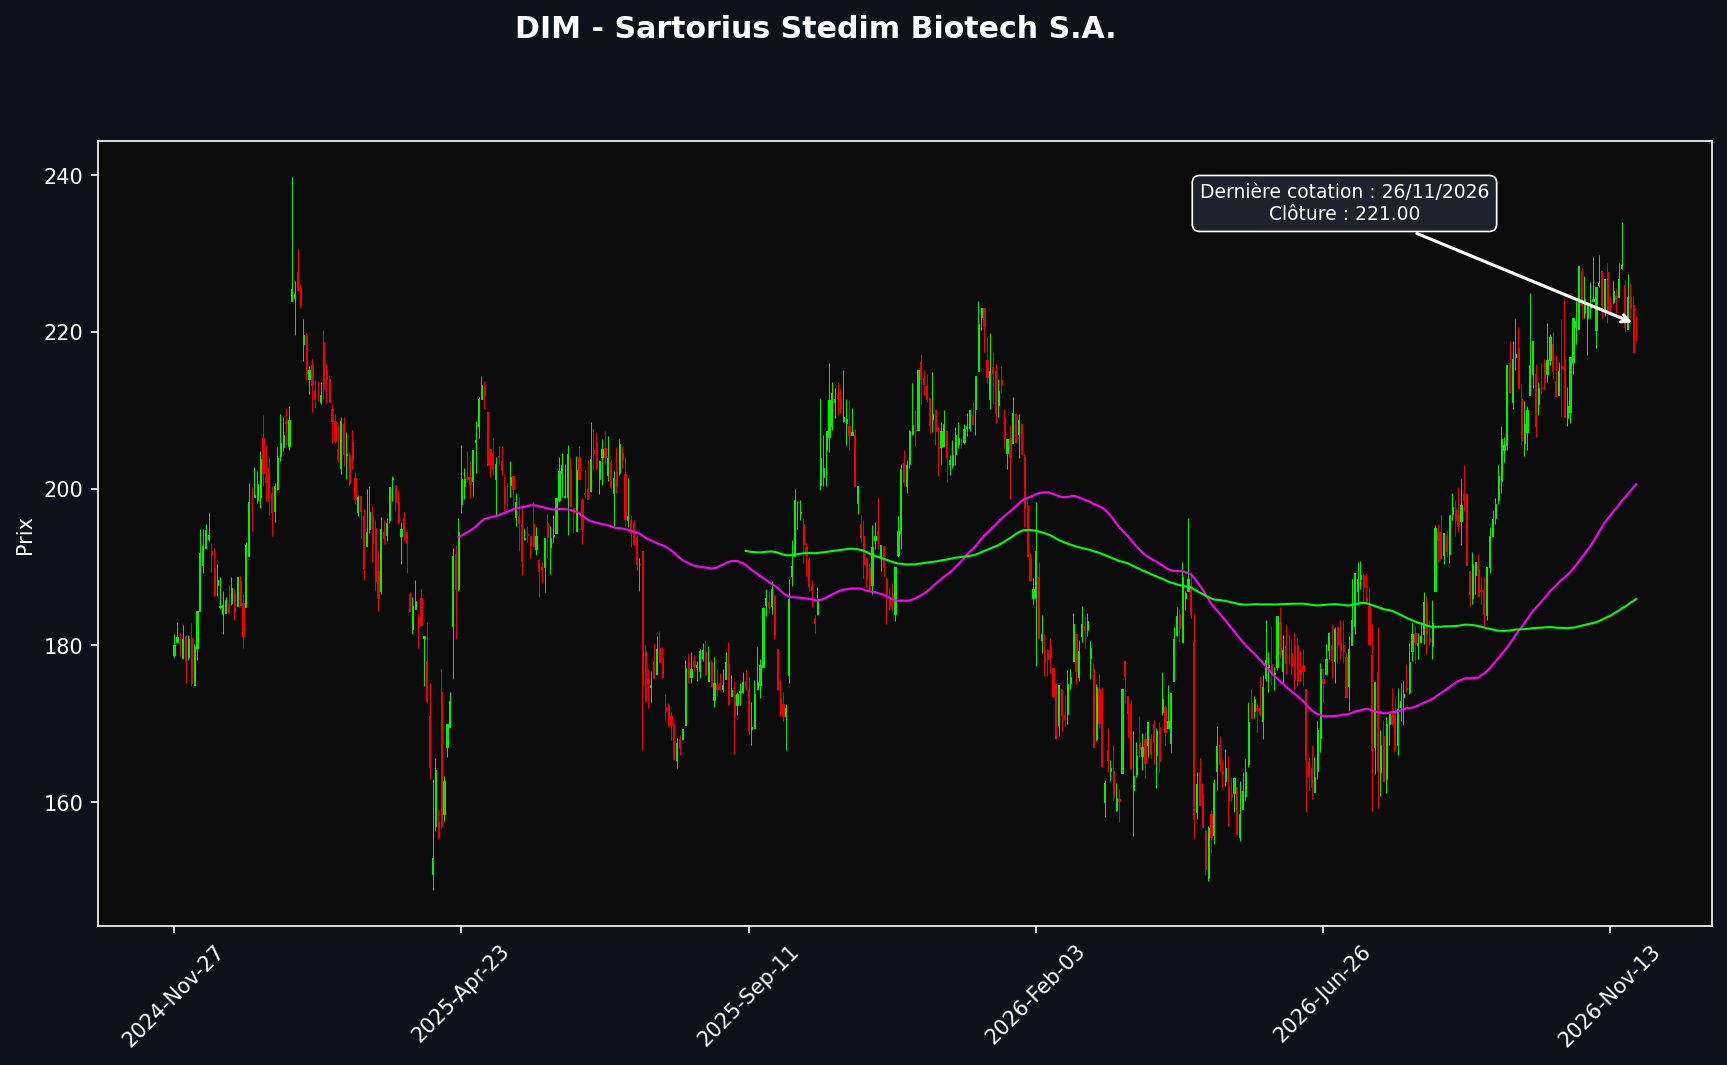 DIM - Sartorius Stedim Biotech S.A.
Dernière cotation : 26/11/2026
Clôture : 221.00
Prix
240
220
200
180
160
2024-Nov-27
2025-Apr-23
2025-Sep-11
2026-Feb-03
2026-Jun-26
2026-Nov-13